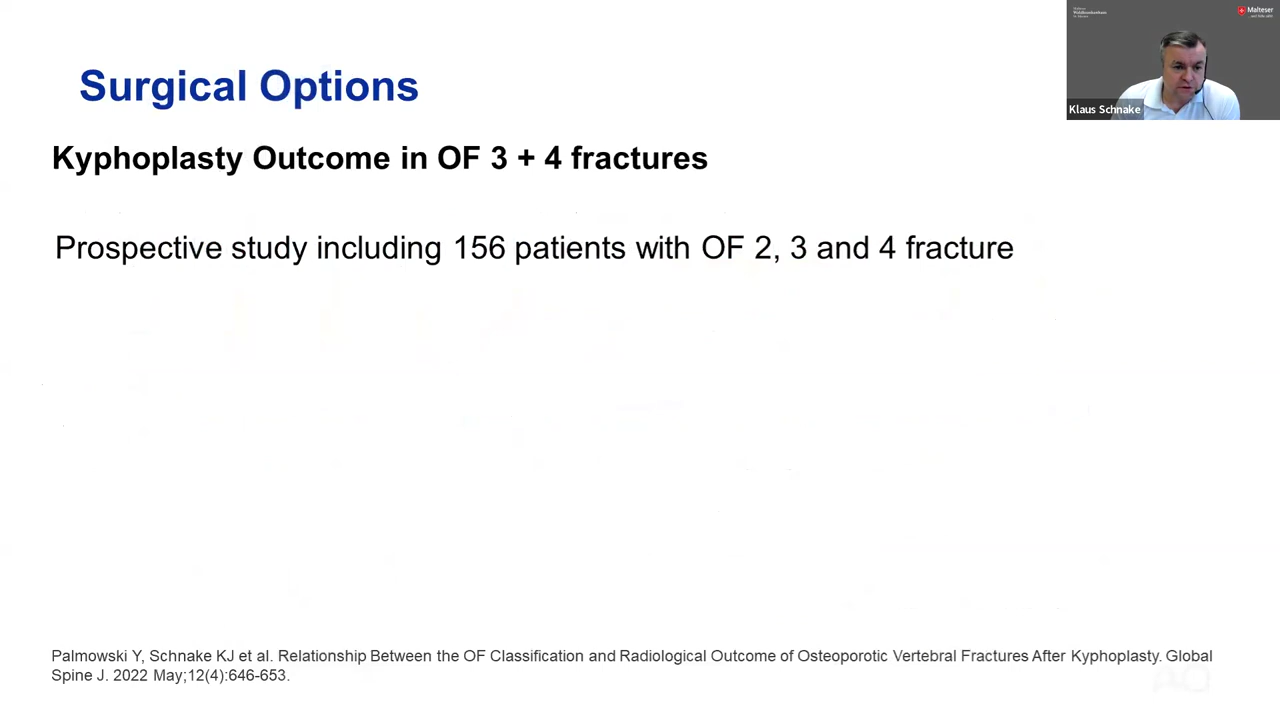 Surgical Options
Malteser
Klaus Schnake
Kyphoplasty Outcome in OF 3 + 4 fractures
Prospective study including 156 patients with OF 2, 3 and 4 fracture
Palmowski Y, Schnake KJ et al. Relationship Between the OF Classification and Radiological Outcome of Osteoporotic Vertebral Fractures After Kyphoplasty. Global
Spine J. 2022 May;12(4):646-653.
AO